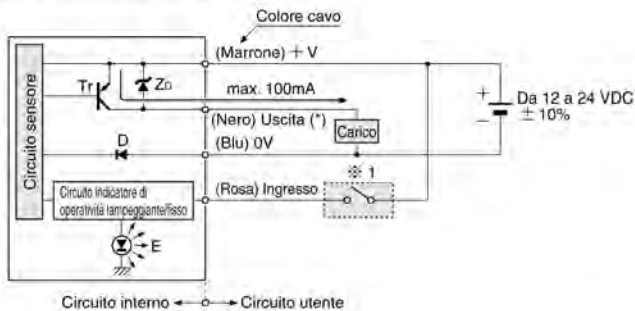 Colore cavo
(Marrone) + V
Tr
ZD
max. 100mA
(Nero) Uscita (*)
Carico
+
−
Da 12 a 24 VDC
± 10%
Circuito sensore
D
(Blu) 0V
※ 1
Circuito indicatore di
operatività lampeggiante/fisso
(Rosa) Ingresso
E
Circuito interno
Circuito utente